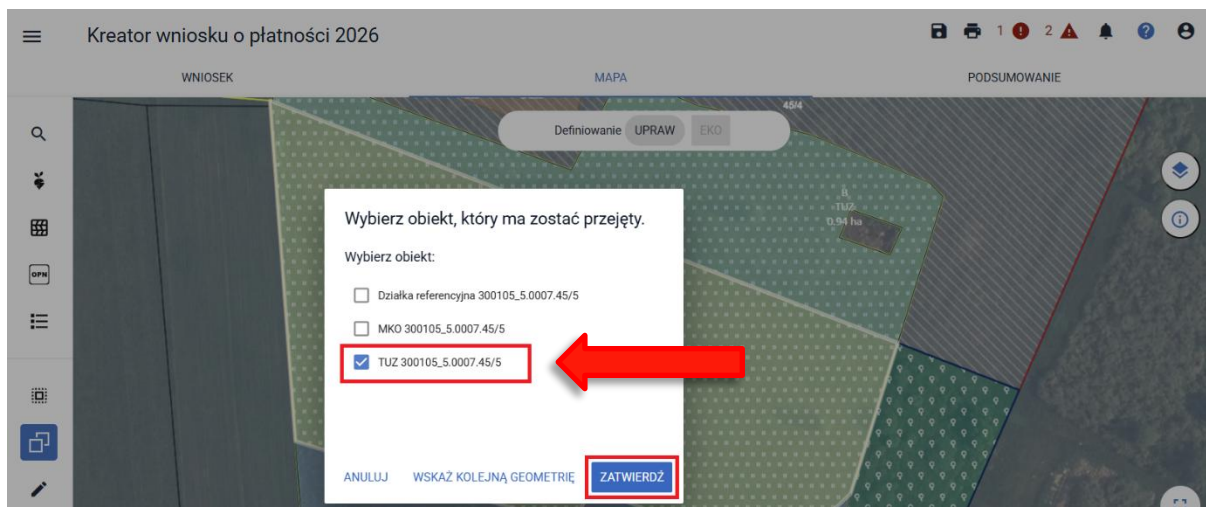 Kreator wniosku o płatności 2026
1 2
WNIOSEK MAPA PODSUMOWANIE
45/4
Definiowanie UPRAW EKO
B
TUZ
0.94 ha
Wybierz obiekt, który ma zostać przejęty.
Wybierz obiekt:
Działka referencyjna 300105_5.0007.45/5
MKO 300105_5.0007.45/5
TUZ 300105_5.0007.45/5
OPN
ANULUJ WSKAŻ KOLEJNĄ GEOMETRIĘ ZATWIERDŹ